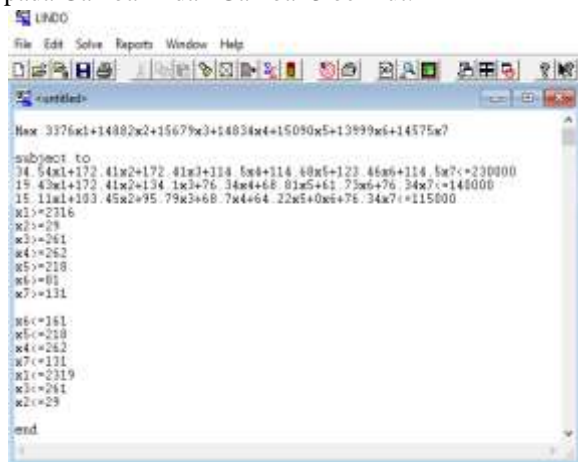 LINDO
File Edit Solve Reports Window Help
<untitled>
Max 3376x1+14882x2+15679x3+14834x4+15090x5+13999x6+14575x7
subject to
34.54x1+172.41x2+172.41x3+114.5x4+114.68x5+123.46x6+114.5x7<=230000
19.43x1+172.41x2+134.1x3+76.34x4+68.81x5+61.73x6+76.34x7<=140000
15.11x1+103.45x2+95.79x3+68.7x4+64.22x5+0x6+76.34x7<=115000
x1>=2316
x2>=29
x3>=261
x4>=262
x5>=218
x6>=81
x7>=131
x6<=161
x5<=218
x4<=262
x7<=131
x1<=2319
x3<=261
x2<=29
end